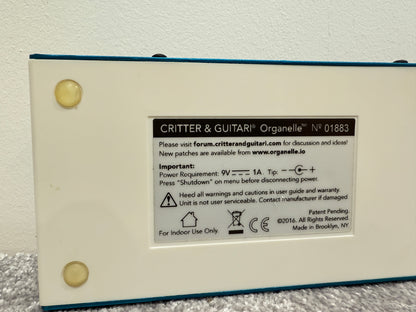 CRITTER & GUITARI® Organelle™ Nº 01883
Please visit forum.critterandguitari.com for discussion and ideas!
New patches are available from www.organelle.io
Important:
Power Requirement: 9V 1A Tip: - +
Press "Shutdown" on menu before disconnecting power.
Heed all warnings and cautions in user guide and warranty.
Unit is not user serviceable. Contact manufacturer if damaged
For Indoor Use Only
CE
Patent Pending
©2016. All Rights Reserved.
Made in Brooklyn, NY